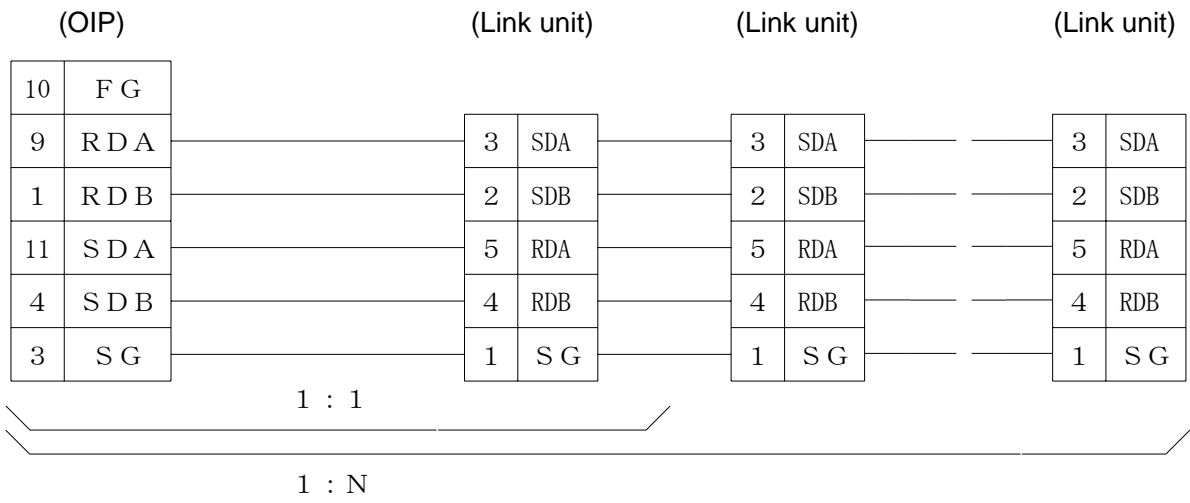 (OIP) (Link unit) (Link unit) (Link unit)
10 FG
9 RDA 3 SDA 3 SDA 3 SDA
1 RDB 2 SDB 2 SDB 2 SDB
11 SDA 5 RDA 5 RDA 5 RDA
4 SDB 4 RDB 4 RDB 4 RDB
3 SG 1 SG 1 SG 1 SG
1 : 1
1 : N